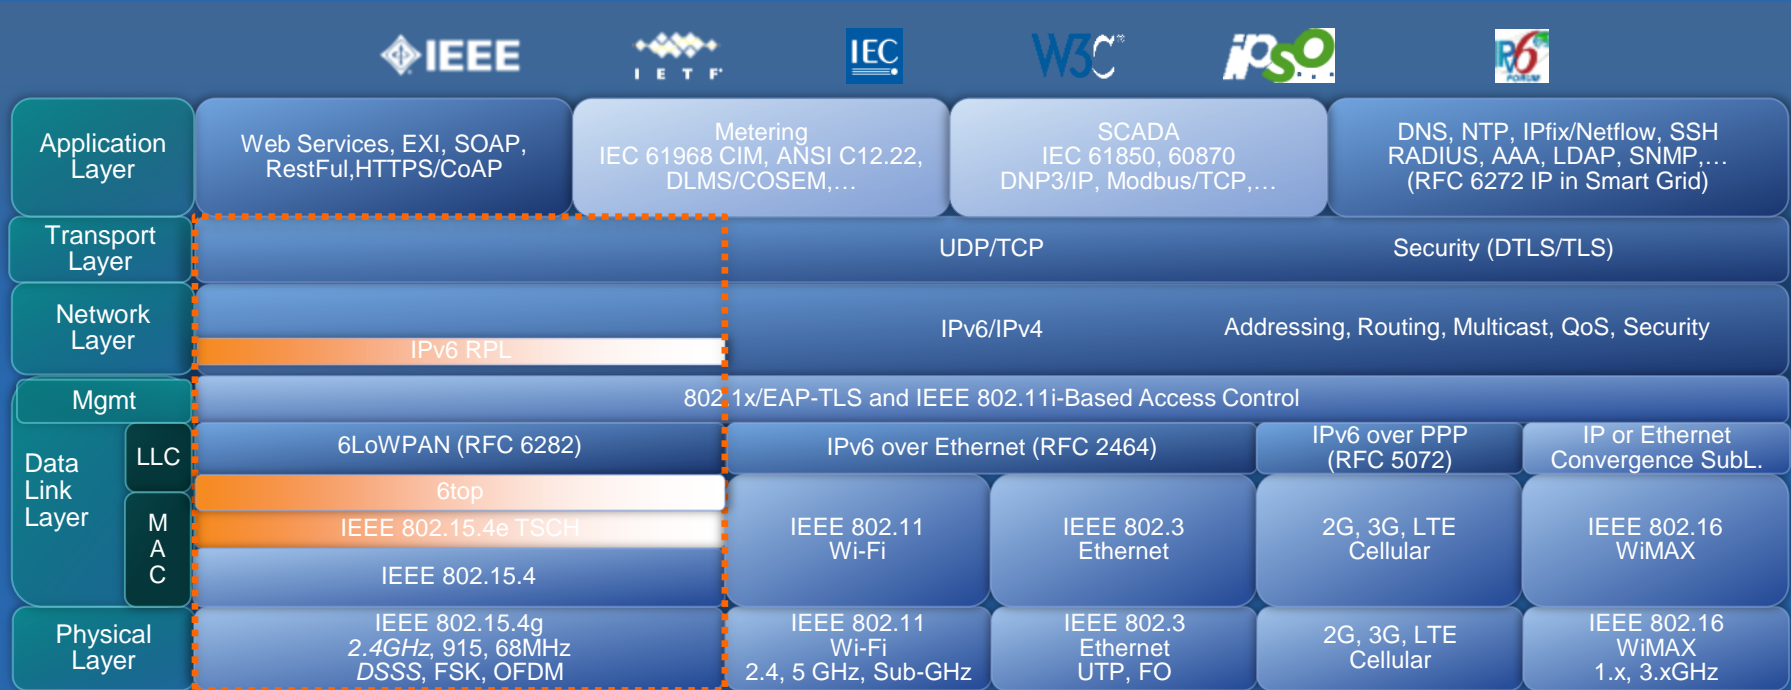 IEEE
IETF
IEC
W3C
ipso
IPv6
FORUM
Application
Layer
Web Services, EXI, SOAP,
RestFul,HTTPS/CoAP
Metering
IEC 61968 CIM, ANSI C12.22,
DLMS/COSEM,…
SCADA
IEC 61850, 60870
DNP3/IP, Modbus/TCP,…
DNS, NTP, IPfix/Netflow, SSH
RADIUS, AAA, LDAP, SNMP,…
(RFC 6272 IP in Smart Grid)
Transport
Layer
UDP/TCP
Security (DTLS/TLS)
Network
Layer
IPv6/IPv4
Addressing, Routing, Multicast, QoS, Security
IPv6 RPL
Mgmt
802.1x/EAP-TLS and IEEE 802.11i-Based Access Control
Data
Link
Layer
LLC
6LoWPAN (RFC 6282)
IPv6 over Ethernet (RFC 2464)
IPv6 over PPP
(RFC 5072)
IP or Ethernet
Convergence SubL.
6top
M
A
C
IEEE 802.15.4e TSCH
IEEE 802.15.4
IEEE 802.11
Wi-Fi
IEEE 802.3
Ethernet
2G, 3G, LTE
Cellular
IEEE 802.16
WiMAX
Physical
Layer
IEEE 802.15.4g
2.4GHz, 915, 68MHz
DSSS, FSK, OFDM
IEEE 802.11
Wi-Fi
2.4, 5 GHz, Sub-GHz
IEEE 802.3
Ethernet
UTP, FO
2G, 3G, LTE
Cellular
IEEE 802.16
WiMAX
1.x, 3.xGHz